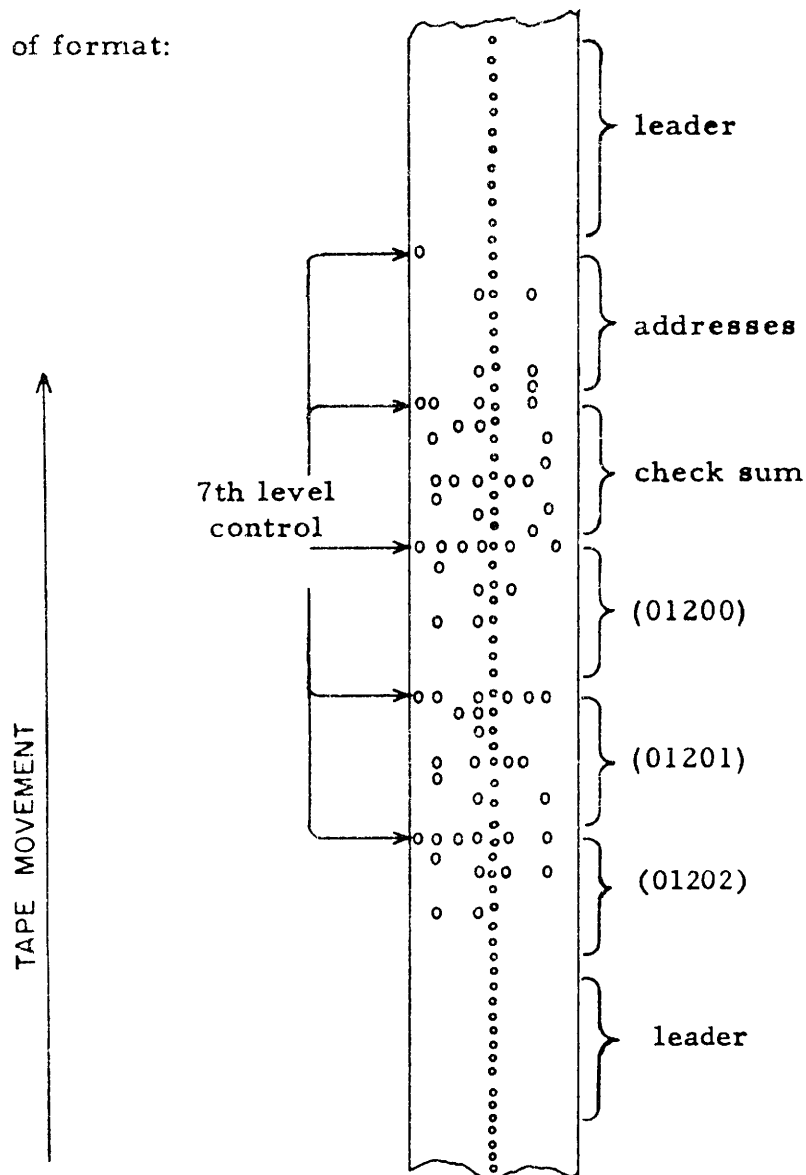 of format:
leader
addresses
check sum
7th level
control
(01200)
(01201)
(01202)
TAPE MOVEMENT
leader